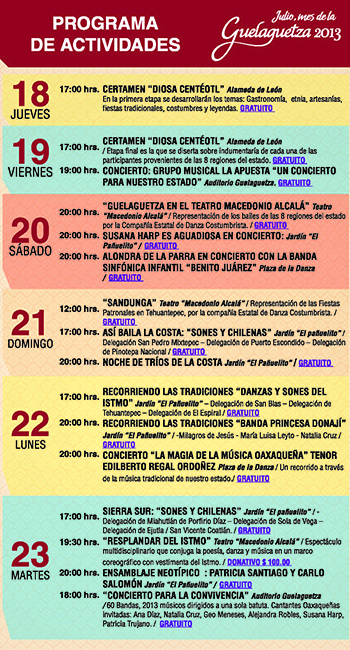 PROGRAMA
DE ACTIVIDADES
Julio, mes de la
Guelaguetza 2013
18
JUEVES
17:00 hrs. CERTAMEN "DIOSA CENTÉOTL" Alameda de León
En la primera etapa se desarrollarán los temas: Gastronomía, etnia, artesanías,
fiestas tradicionales, costumbres y leyendas. GRATUITO
19
VIERNES
17:00 hrs. CERTAMEN "DIOSA CENTÉOTL" Alameda de León
/ Etapa final es la que se diserta sobre indumentaria de cada una de las
participantes provenientes de las 8 regiones del estado. GRATUITO
19:00 hrs. CONCIERTO: GRUPO MUSICAL LA APUESTA "UN CONCIERTO
PARA NUESTRO ESTADO" Auditorio Guelaguetza. GRATUITO
20
SÁBADO
20:00 hrs. "GUELAGUETZA EN EL TEATRO MACEDONIO ALCALÁ" Teatro
"Macedonio Alcalá" / Representación de los bailes de las 8 regiones del estado
por la Compañía Estatal de Danza Costumbrista. / GRATUITO
20:00 hrs. SUSANA HARP ES AGUADIOSA EN CONCIERTO: Jardín "El
Pañuelito" / GRATUITO
20:00 hrs. ALONDRA DE LA PARRA EN CONCIERTO CON LA BANDA
SINFÓNICA INFANTIL "BENITO JUÁREZ" Plaza de la Danza
/ GRATUITO
21
DOMINGO
12:00 hrs. "SANDUNGA" Teatro "Macedonio Alcalá" / Representación de las Fiestas
Patronales en Tehuantepec, por la compañía Estatal de Danza Costumbrista. /
GRATUITO
17:00 hrs. ASÍ BAILA LA COSTA: "SONES Y CHILENAS" Jardín "El pañuelito" /
Delegación San Pedro Mixtepec – Delegación de Puerto Escondido – Delegación
de Pinotepa Nacional / GRATUITO
20:00 hrs. NOCHE DE TRÍOS DE LA COSTA Jardín "El Pañuelito" / GRATUITO
22
LUNES
17:00 hrs. RECORRIENDO LAS TRADICIONES "DANZAS Y SONES DEL
ISTMO" Jardín "El Pañuelito" – Delegación de San Blas – Delegación de
Tehuantepec – Delegación de El Espiral / GRATUITO
20:00 hrs. RECORRIENDO LAS TRADICIONES "BANDA PRINCESA DONAJÍ"
Jardín "El Pañuelito" / -Milagros de Jesús - María Luisa Leyto - Natalia Cruz /
GRATUITO
20:00 hrs. CONCIERTO "LA MAGIA DE LA MÚSICA OAXAQUEÑA" TENOR
EDILBERTO REGAL ORDOÑEZ Plaza de la Danza / Un recorrido a través
de la música tradicional de nuestro estado./ GRATUITO
23
MARTES
17:00 hrs. SIERRA SUR: "SONES Y CHILENAS" Jardín "El pañuelito" / -
Delegación de Miahutlán de Porfirio Díaz – Delegación de Sola de Vega –
Delegación de Ejutla / San Vicente Coatlán. / GRATUITO
19:30 hrs. "RESPLANDAR DEL ISTMO" Teatro "Macedonio Alcalá" / Espectáculo
multidisciplinario que conjuga la poesía, danza y música en un marco
coreográfico con vestimenta del Istmo. / DONATIVO $ 100.00
20:00 hrs. ENSAMBLAJE NEOTÍPICO : PATRICIA SANTIAGO Y CARLO
SALOMÓN Jardín "El Pañuelito" / GRATUITO
18:00 hrs. "CONCIERTO PARA LA CONVIVENCIA" Auditorio Guelaguetza
/60 Bandas, 2013 músicos dirigidos a una sola batuta. Cantantes Oaxaqueñas
invitadas: Ana Díaz, Natalia Cruz, Geo Meneses, Alejandra Robles, Susana Harp,
Patricia Trujano. / GRATUITO